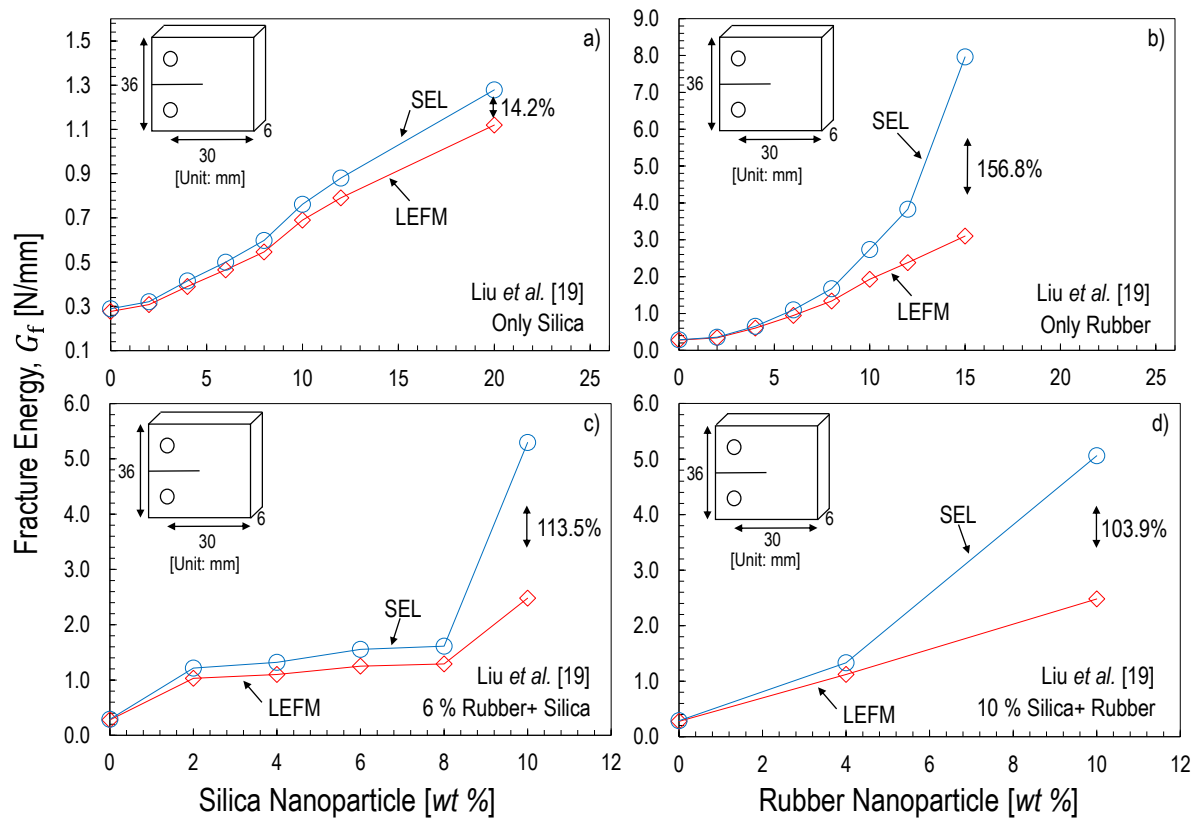 Fracture Energy, Gf [N/mm]
a)
1.5
1.3
1.1
0.9
0.7
0.5
0.3
0.1
36
6
30
[Unit: mm]
SEL
14.2%
LEFM
Liu et al. [19]
Only Silica
0 5 10 15 20 25
b)
9.0
8.0
7.0
6.0
5.0
4.0
3.0
2.0
1.0
0.0
36
6
30
[Unit: mm]
SEL
156.8%
LEFM
Liu et al. [19]
Only Rubber
0 5 10 15 20 25
c)
6.0
5.0
4.0
3.0
2.0
1.0
0.0
36
6
30
[Unit: mm]
113.5%
SEL
LEFM
Liu et al. [19]
6 % Rubber+ Silica
0 2 4 6 8 10 12
Silica Nanoparticle [wt %]
d)
6.0
5.0
4.0
3.0
2.0
1.0
0.0
36
6
30
[Unit: mm]
SEL
103.9%
LEFM
Liu et al. [19]
10 % Silica+ Rubber
0 2 4 6 8 10 12
Rubber Nanoparticle [wt %]